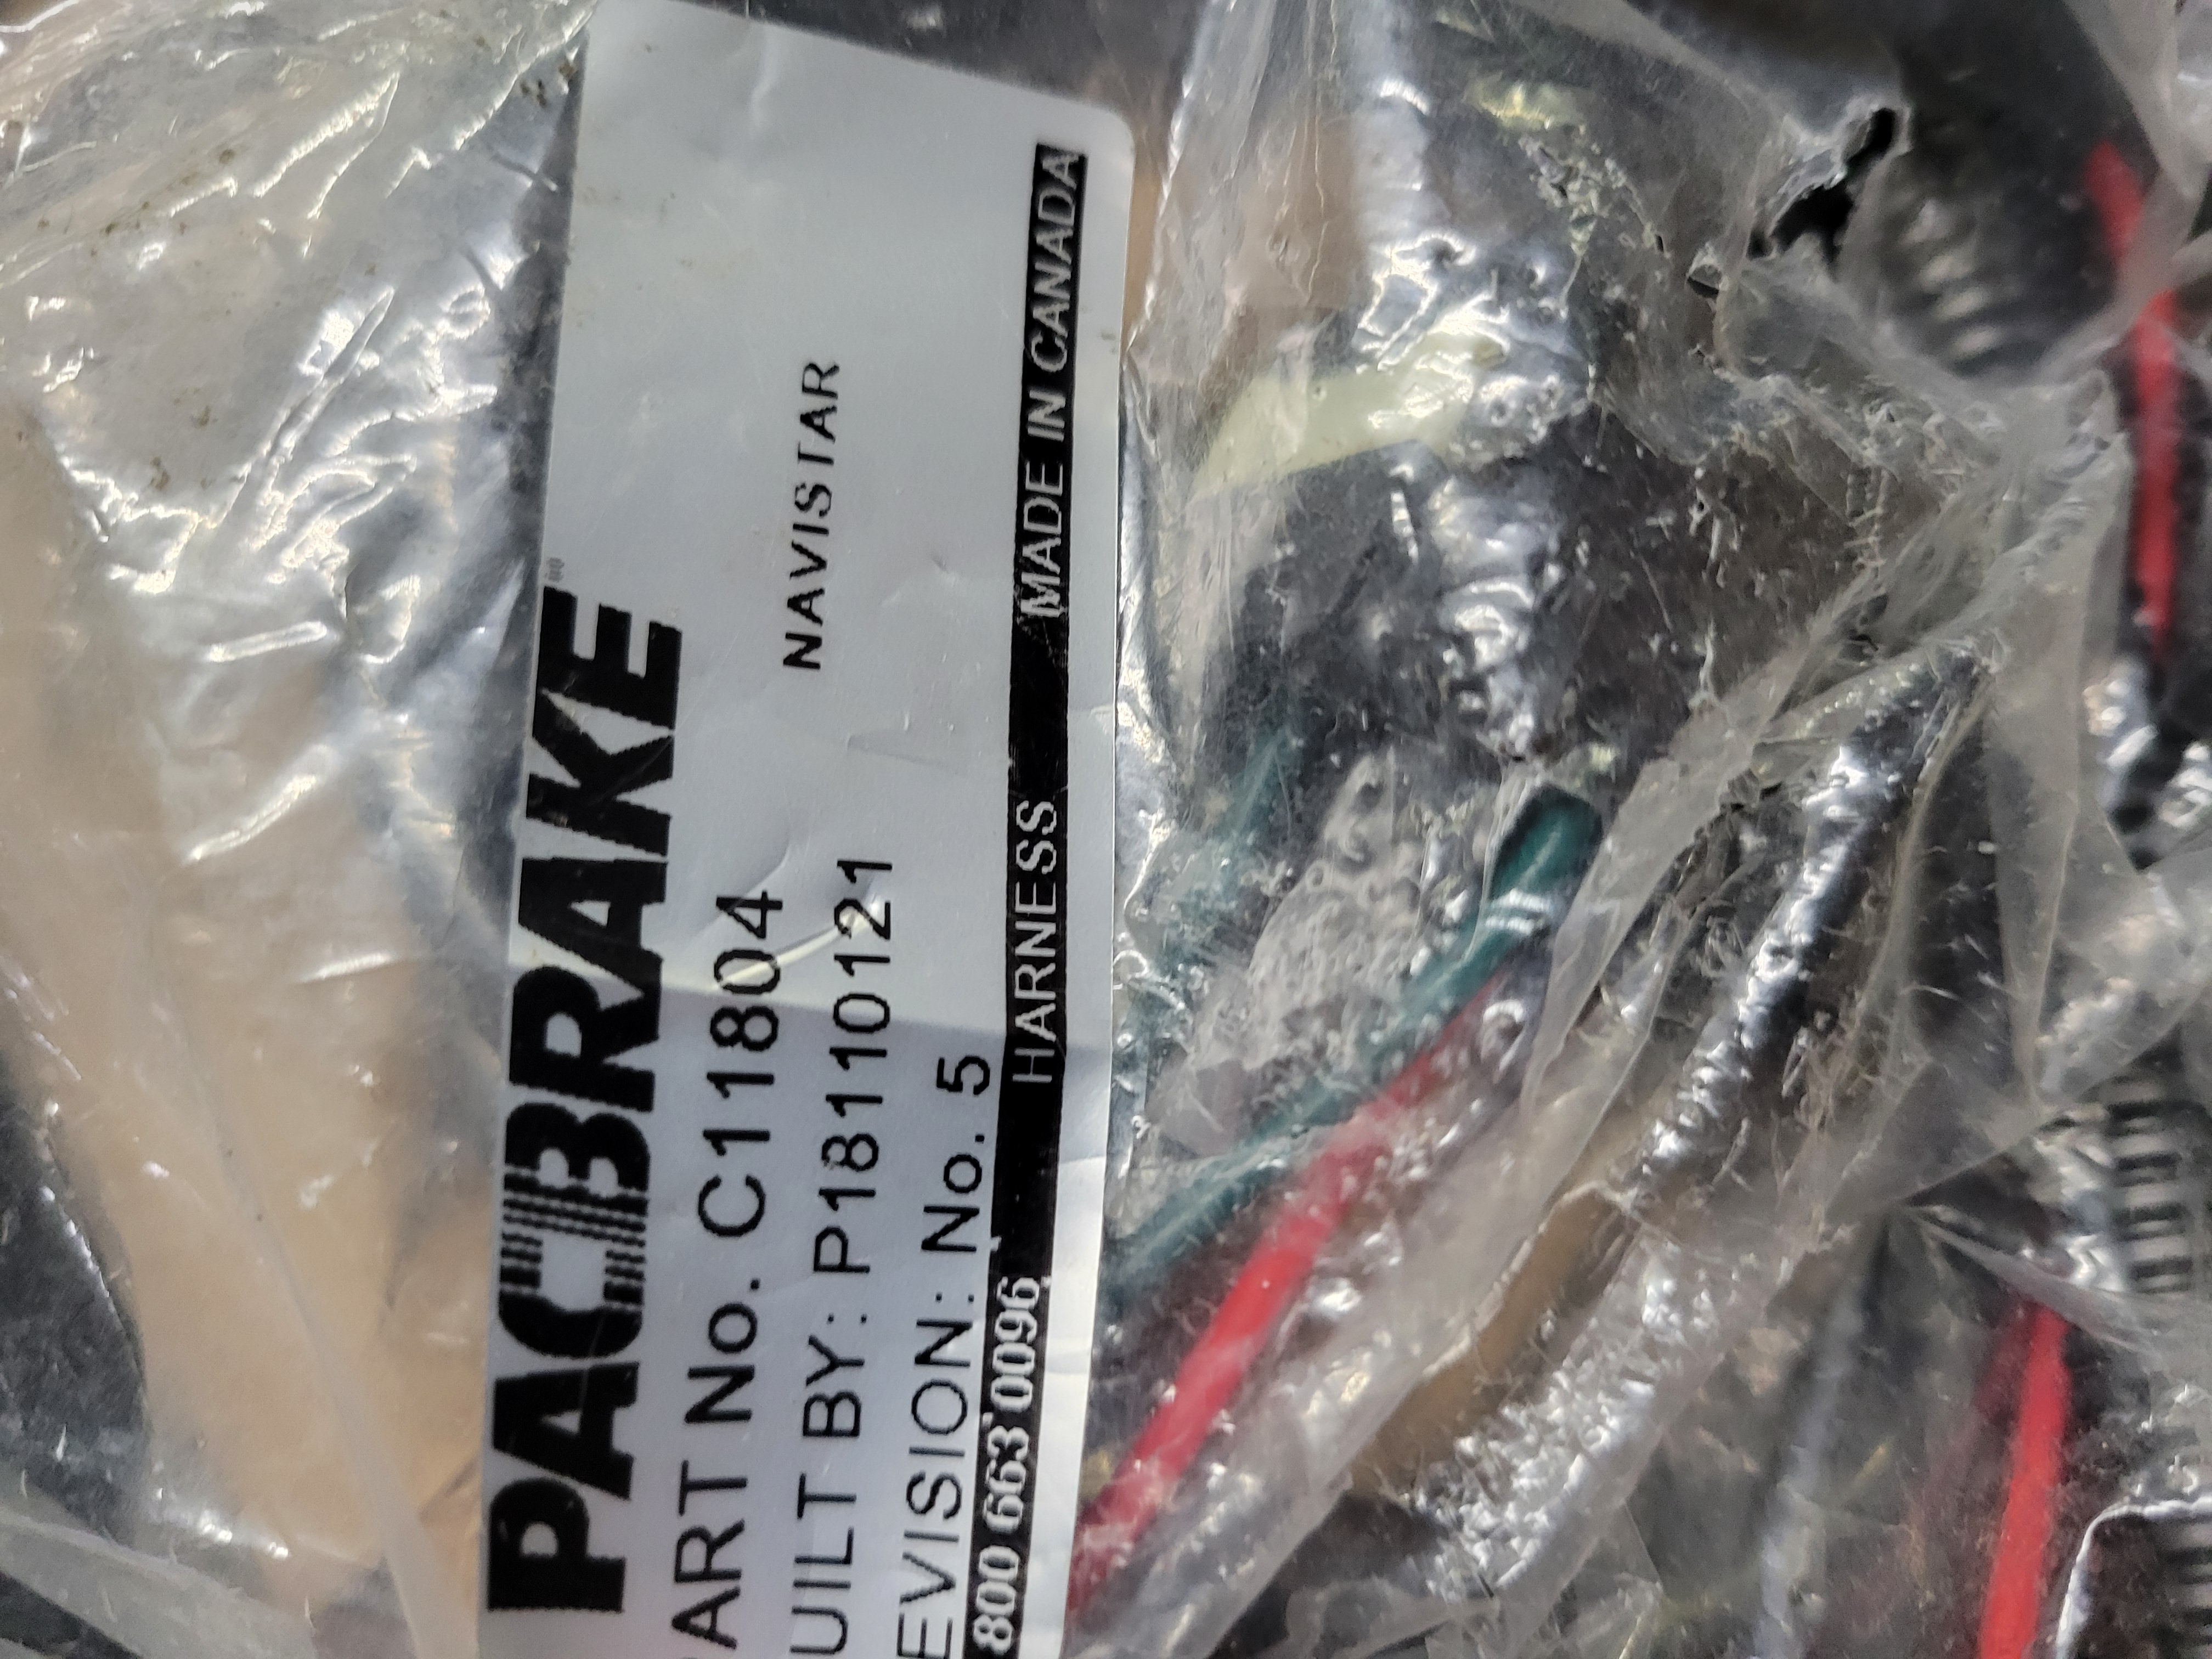 PACBRAKE
ART No. C11804
NAVISTAR
UILT BY: P18110121
EVISION: No. 5
800 663 0096 HARNESS MADE IN CANADA